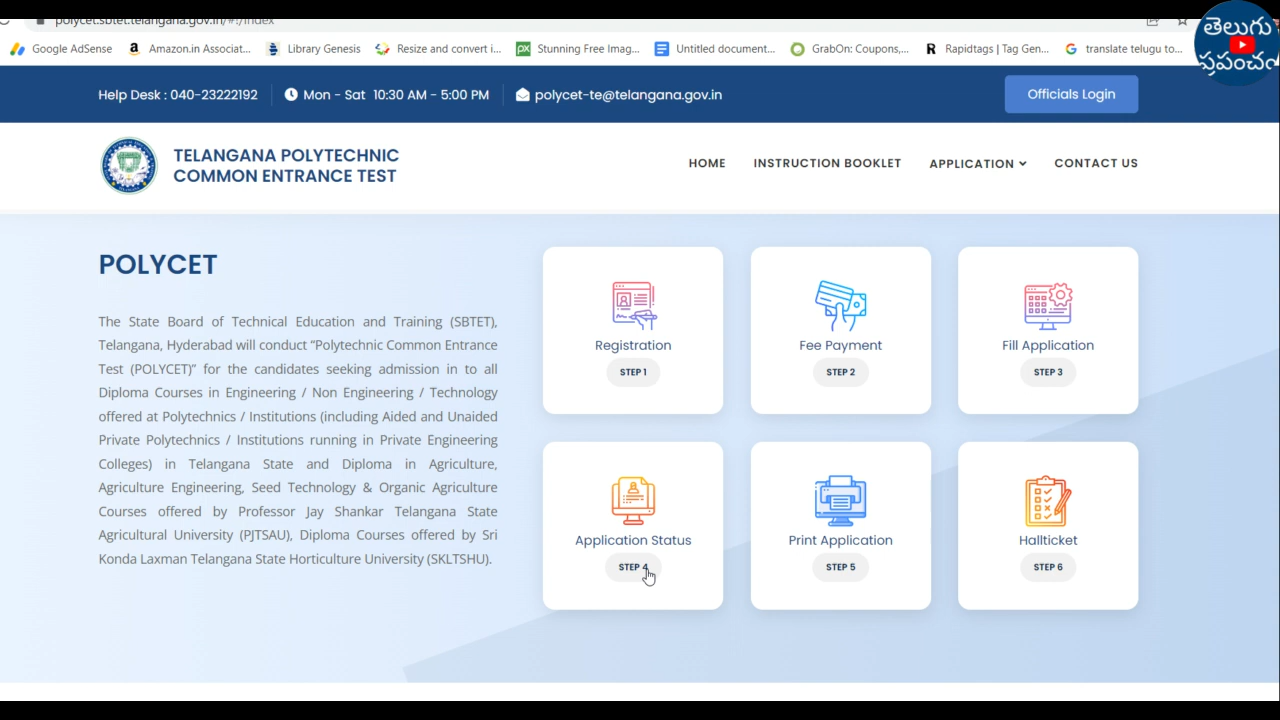 polycet.sbtet.telangana.gov.in/#!/index
Google AdSense
Amazon.in Associat...
Library Genesis
Resize and convert i...
Stunning Free Imag...
Untitled document...
GrabOn: Coupons,...
Rapidtags | Tag Gen...
translate telugu to...
తెలుగు
ప్రపంచం
Help Desk : 040-23222192
Mon - Sat 10:30 AM - 5:00 PM
polycet-te@telangana.gov.in
Officials Login
TELANGANA POLYTECHNIC
COMMON ENTRANCE TEST
HOME
INSTRUCTION BOOKLET
APPLICATION
CONTACT US
POLYCET
The State Board of Technical Education and Training (SBTET),
Telangana, Hyderabad will conduct “Polytechnic Common Entrance
Test (POLYCET)” for the candidates seeking admission in to all
Diploma Courses in Engineering / Non Engineering / Technology
offered at Polytechnics / Institutions (including Aided and Unaided
Private Polytechnics / Institutions running in Private Engineering
Colleges) in Telangana State and Diploma in Agriculture,
Agriculture Engineering, Seed Technology & Organic Agriculture
Courses offered by Professor Jay Shankar Telangana State
Agricultural University (PJTSAU), Diploma Courses offered by Sri
Konda Laxman Telangana State Horticulture University (SKLTSHU).
Registration
STEP 1
Fee Payment
STEP 2
Fill Application
STEP 3
Application Status
STEP 4
Print Application
STEP 5
Hallticket
STEP 6